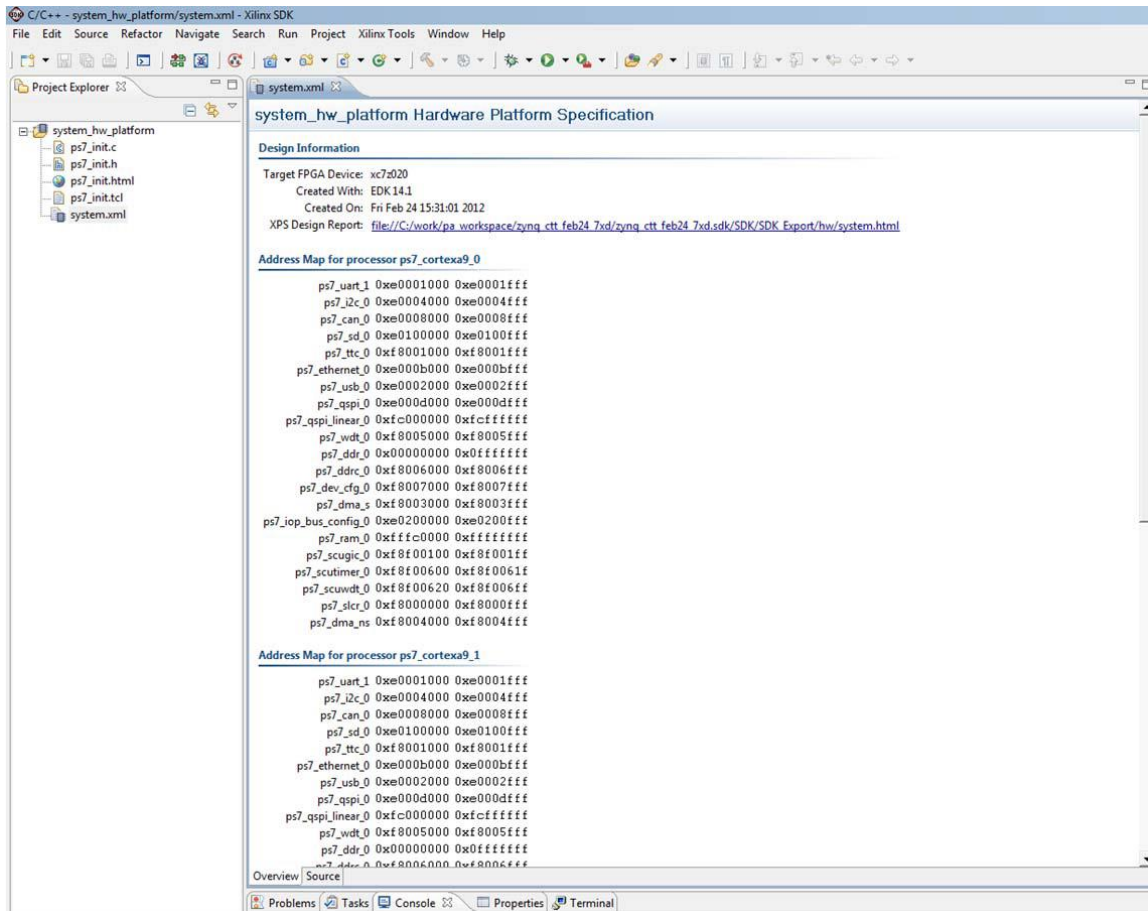 C/C++ - system_hw_platform/system.xml - Xilinx SDK
File Edit Source Refactor Navigate Search Run Project Xilinx Tools Window Help
Project Explorer
system.xml
system_hw_platform
ps7_init.c
ps7_init.h
ps7_init.html
ps7_init.tcl
system.xml
system_hw_platform Hardware Platform Specification
Design Information
Target FPGA Device: xc7z020
Created With: EDK 14.1
Created On: Fri Feb 24 15:31:01 2012
XPS Design Report: file://C:/work/pa_workspace/zynq_ctt_feb24_7xd/zynq_ctt_feb24_7xd.sdk/SDK/SDK_Export/hw/system.html
Address Map for processor ps7_cortexa9_0
ps7_uart_1 0xe0001000 0xe0001fff
ps7_i2c_0 0xe0004000 0xe0004fff
ps7_can_0 0xe0008000 0xe0008fff
ps7_sd_0 0xe0100000 0xe0100fff
ps7_ttc_0 0xf8001000 0xf8001fff
ps7_ethernet_0 0xe000b000 0xe000bfff
ps7_usb_0 0xe0002000 0xe0002fff
ps7_qspi_0 0xe000d000 0xe000dfff
ps7_qspi_linear_0 0xfc000000 0xfcffffff
ps7_wdt_0 0xf8005000 0xf8005fff
ps7_ddr_0 0x00000000 0x0fffffff
ps7_ddrc_0 0xf8006000 0xf8006fff
ps7_dev_cfg_0 0xf8007000 0xf8007fff
ps7_dma_s 0xf8003000 0xf8003fff
ps7_iop_bus_config_0 0xe0200000 0xe0200fff
ps7_ram_0 0xfffc0000 0xffffffff
ps7_scugic_0 0xf8f00100 0xf8f001ff
ps7_scutimer_0 0xf8f00600 0xf8f0061f
ps7_scuwdt_0 0xf8f00620 0xf8f006ff
ps7_slcr_0 0xf8000000 0xf8000fff
ps7_dma_ns 0xf8004000 0xf8004fff
Address Map for processor ps7_cortexa9_1
ps7_uart_1 0xe0001000 0xe0001fff
ps7_i2c_0 0xe0004000 0xe0004fff
ps7_can_0 0xe0008000 0xe0008fff
ps7_sd_0 0xe0100000 0xe0100fff
ps7_ttc_0 0xf8001000 0xf8001fff
ps7_ethernet_0 0xe000b000 0xe000bfff
ps7_usb_0 0xe0002000 0xe0002fff
ps7_qspi_0 0xe000d000 0xe000dfff
ps7_qspi_linear_0 0xfc000000 0xfcffffff
ps7_wdt_0 0xf8005000 0xf8005fff
ps7_ddr_0 0x00000000 0x0fffffff
ps7_ddrc_0 0xf8006000 0xf8006fff
Overview Source
Problems Tasks Console Properties Terminal